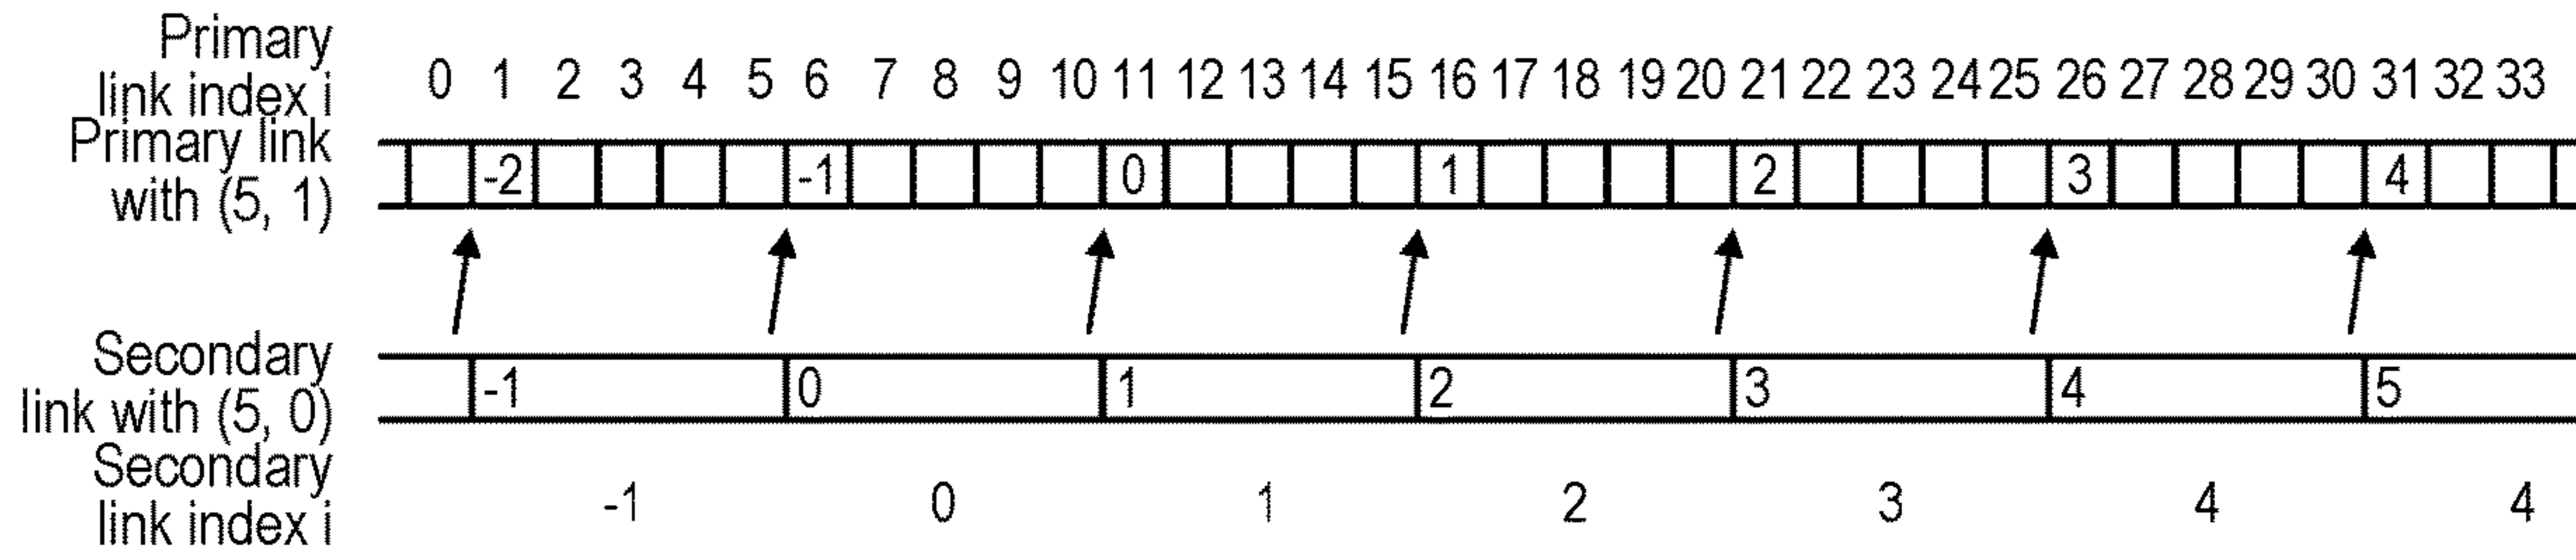 Primary
link index i 0 1 2 3 4 5 6 7 8 9 10 11 12 13 14 15 16 17 18 19 20 21 22 23 24 25 26 27 28 29 30 31 32 33
Primary link
with (5, 1) -2 -1 0 1 2 3 4
Secondary
link with (5, 0) -1 0 1 2 3 4 5
Secondary
link index i -1 0 1 2 3 4 4